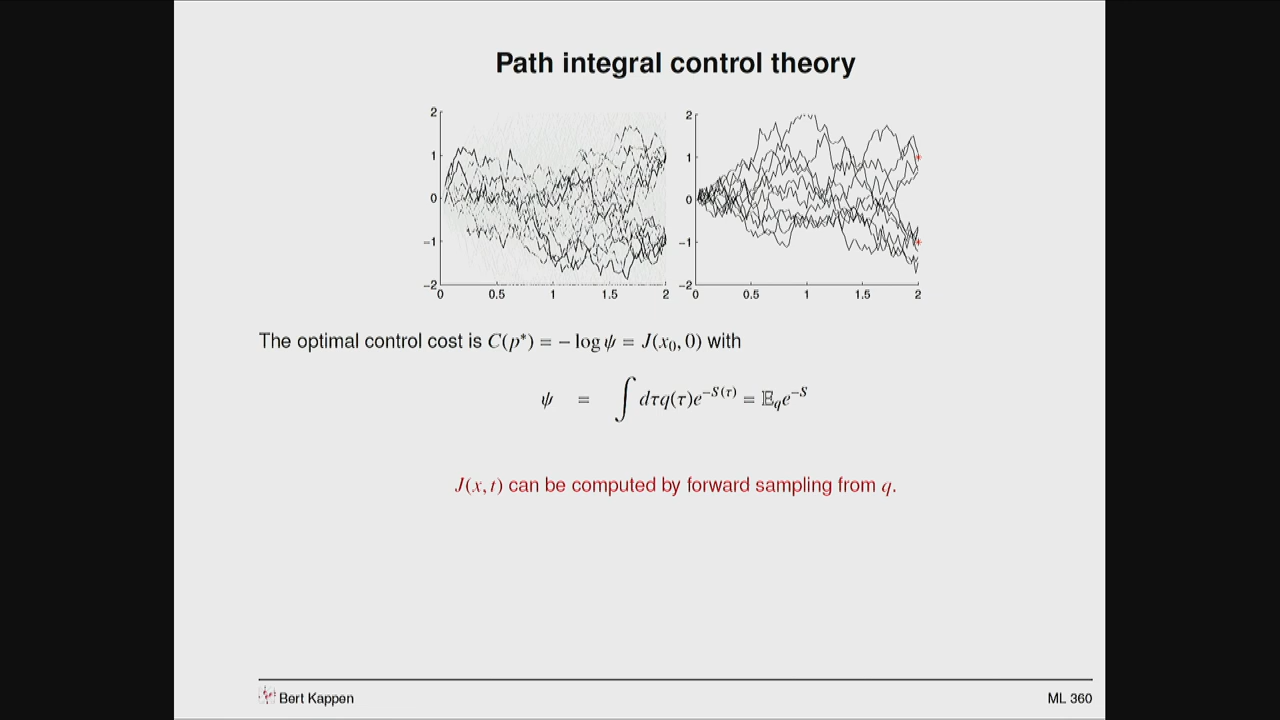 Path integral control theory
2
1
0
−1
−2
0 0.5 1 1.5 2
2
1
0
−1
−2
0 0.5 1 1.5 2
The optimal control cost is C(p*) = − log ψ = J(x₀, 0) with
ψ = ∫ dτq(τ)e^{−S(τ)} = 𝔼_q e^{−S}
J(x, t) can be computed by forward sampling from q.
Bert Kappen ML 360